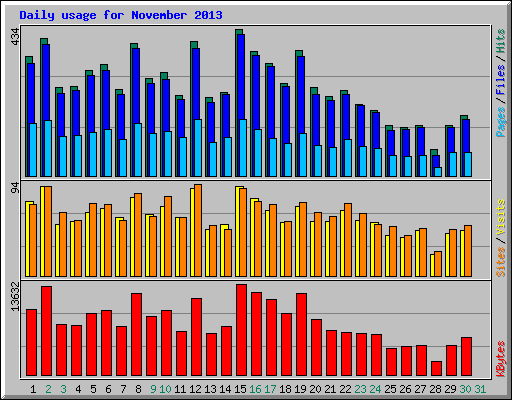 Daily usage for November 2013
434
Pages / Files / Hits
94
Sites / Visits
13632
KBytes
1 2 3 4 5 6 7 8 9 10 11 12 13 14 15 16 17 18 19 20 21 22 23 24 25 26 27 28 29 30 31